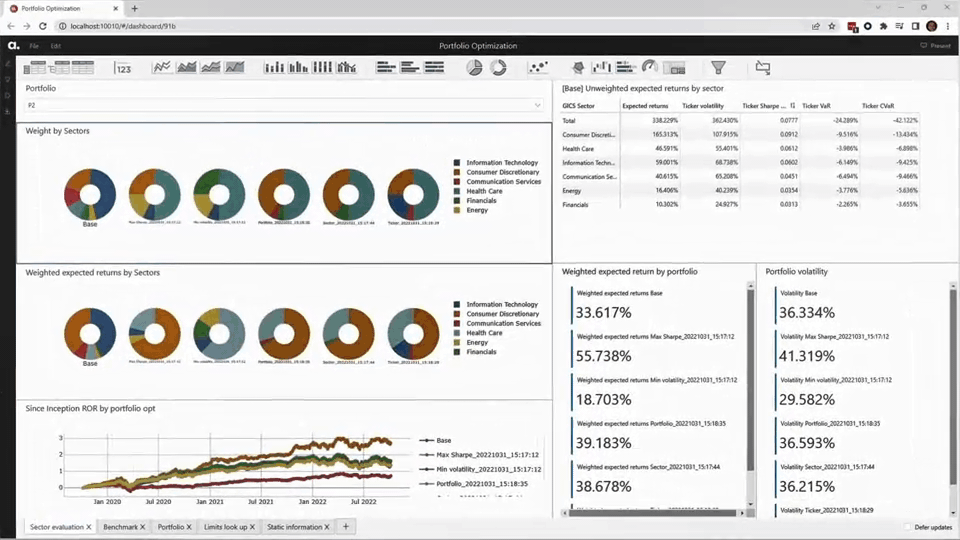 Portfolio Optimization
localhost:10010/#/dashboard/91b
a.
File
Edit
Portfolio Optimization
Present
123
Portfolio
P2
Weight by Sectors
Base
Information Technology
Consumer Discretionary
Communication Services
Health Care
Financials
Energy
Weighted expected returns by Sectors
Base
Information Technology
Consumer Discretionary
Communication Services
Health Care
Energy
Financials
Since Inception ROR by portfolio opt
3
2
1
0
Jan 2020 Jul 2020 Jan 2021 Jul 2021 Jan 2022 Jul 2022
Base
Max Sharpe_20221031_15:17:12
Min volatility_20221031_15:17:12
Portfolio_20221031_15:18:35
[Base] Unweighted expected returns by sector
GICS Sector Expected returns Ticker volatility Ticker Sharpe ... Ticker VaR Ticker CVaR
Total 338.229% 362.430% 0.0777 -24.289% -42.122%
Consumer Discreti... 165.313% 107.915% 0.0912 -9.516% -13.434%
Health Care 46.591% 55.401% 0.0612 -3.986% -6.898%
Information Techn... 59.001% 68.738% 0.0602 -6.149% -9.425%
Communication Se... 40.615% 65.208% 0.0451 -6.494% -9.466%
Energy 16.406% 40.239% 0.0354 -3.776% -5.636%
Financials 10.302% 24.927% 0.0313 -2.265% -3.655%
Weighted expected return by portfolio
Weighted expected returns Base
33.617%
Weighted expected returns Max Sharpe_20221031_15:17:12
55.738%
Weighted expected returns Min volatility_20221031_15:17:12
18.703%
Weighted expected returns Portfolio_20221031_15:18:35
39.183%
Weighted expected returns Sector_20221031_15:17:44
38.678%
Portfolio volatility
Volatility Base
36.334%
Volatility Max Sharpe_20221031_15:17:12
41.319%
Volatility Min volatility_20221031_15:17:12
29.582%
Volatility Portfolio_20221031_15:18:35
36.593%
Volatility Sector_20221031_15:17:44
36.215%
Volatility Ticker_20221031_15:18:29
Sector evaluation
Benchmark
Portfolio
Limits look up
Static information
Defer updates